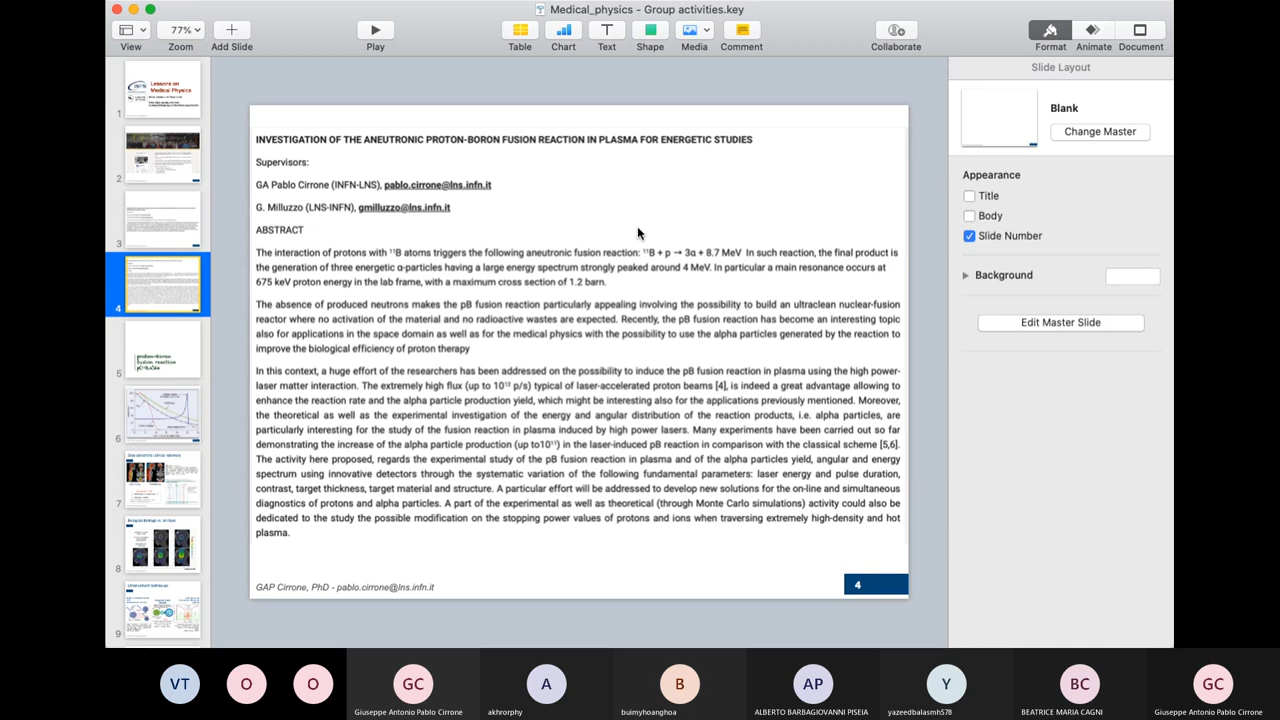 Medical_physics - Group activities.key
77%
View
Zoom
Add Slide
Play
Table
Chart
Text
Shape
Media
Comment
Collaborate
Format
Animate
Document
1
Lessons on
Medical Physics
2
3
4
5
proton-Boron
fusion reaction
6
7
8
9
INVESTIGATION OF THE ANEUTRONIC PROTON-BORON FUSION REACTION IN PLASMA FOR ENERGETIC STUDIES
Supervisors:
GA Pablo Cirrone (INFN-LNS), pablo.cirrone@lns.infn.it
G. Milluzzo (LNS-INFN), gmilluzzo@lns.infn.it
ABSTRACT
The interaction of protons with ¹¹B atoms triggers the following aneutronic fusion reaction: ¹¹B + p → 3α + 8.7 MeV In such reaction, the final product is
the generation of three energetic α-particles having a large energy spectrum strongly peaked around 4 MeV. In particular a main resonance occurs at
675 keV proton energy in the lab frame, with a maximum cross section of 1.2 barn.
The absence of produced neutrons makes the pB fusion reaction particularly appealing involving the possibility to build an ultraclean nuclear-fusion
reactor where no activation of the material and no radioactive wastes are expected. Recently, the pB fusion reaction has become an interesting topic
also for applications in the space domain as well as for the medical physics with the possibility to use the alpha particles generated by the reaction to
improve the biological efficiency of proton therapy
In this context, a huge effort of the researchers has been addressed on the possibility to induce the pB fusion reaction in plasma using the high power-
laser matter interaction. The extremely high flux (up to 10¹² p/s) typical of laser-accelerated proton beams [4], is indeed a great advantage allowing to
enhance the reaction rate and the alpha particle production yield, which might be interesting also for the applications previously mentioned. Moreover,
the theoretical as well as the experimental investigation of the energy and angular distribution of the reaction products, i.e. alpha particles, are
particularly interesting for the study of the fusion reaction in plasma induced by high power lasers. Many experiments have been carried out so far
demonstrating the increase of the alpha particle production (up to10¹¹) in the laser-induced pB reaction in comparison with the classical scheme [5,6].
The activity here proposed, regards the experimental study of the pB fusion reaction in plasma and of the alpha particles yield, angular and energy
spectrum using innovative detectors through the systematic variation of the following fundamental parameters: laser energy and pulse duration,
contrast, target thickness, target material and structure. A particular effort will be addressed to develop new solutions for the on-line and simultaneous
diagnostics of protons and alpha particles. A part of the experimental as well as theoretical (through Monte Carlo simulations) activity could also be
dedicated to the study the possible modification on the stopping power values of protons and ions when traversing extremely high-density and hot
plasma.
GAP Cirrone, PhD - pablo.cirrone@lns.infn.it
4
Slide Layout
Blank
Change Master
Appearance
Title
Body
Slide Number
Background
Edit Master Slide
VT
O
O
GC
A
B
AP
Y
BC
GC
Giuseppe Antonio Pablo Cirrone
akhrorphy
buimyhoanghoa
ALBERTO BARBAGIOVANNI PISEIA
yazeedbalasmh578
BEATRICE MARIA CAGNI
Giuseppe Antonio Pablo Cirrone